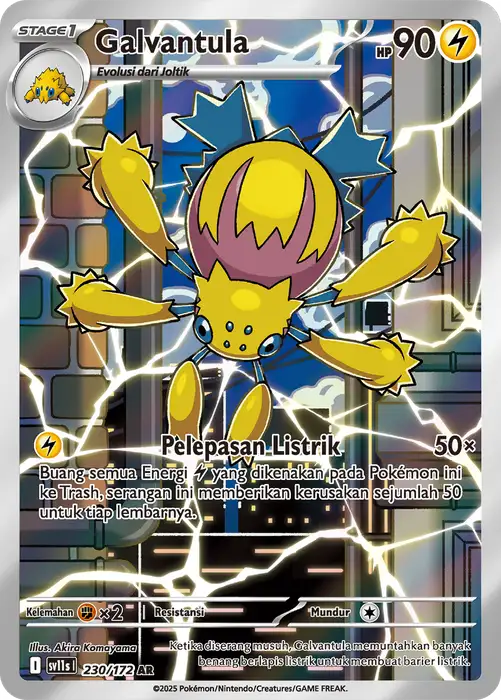 STAGE1
Galvantula
HP 90
Evolusi dari Joltik
Pelepasan Listrik 50×
Buang semua Energi yang dikenakan pada Pokémon ini
ke Trash, serangan ini memberikan kerusakan sejumlah 50
untuk tiap lembarnya.
Kelemahan ×2 Resistansi Mundur
Illus. Akira Komayama
Ketika diserang musuh, Galvantula memuntahkan banyak
benang berlapis listrik untuk membuat barier listrik.
I sv11s I 230/172 AR
©2025 Pokémon/Nintendo/Creatures/GAME FREAK.